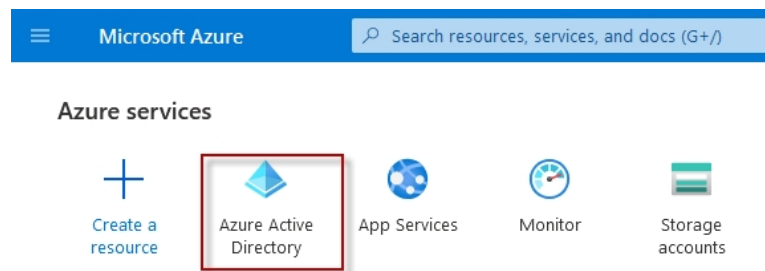 Microsoft Azure
Search resources, services, and docs (G+/)
Azure services
Create a
resource
Azure Active
Directory
App Services
Monitor
Storage
accounts